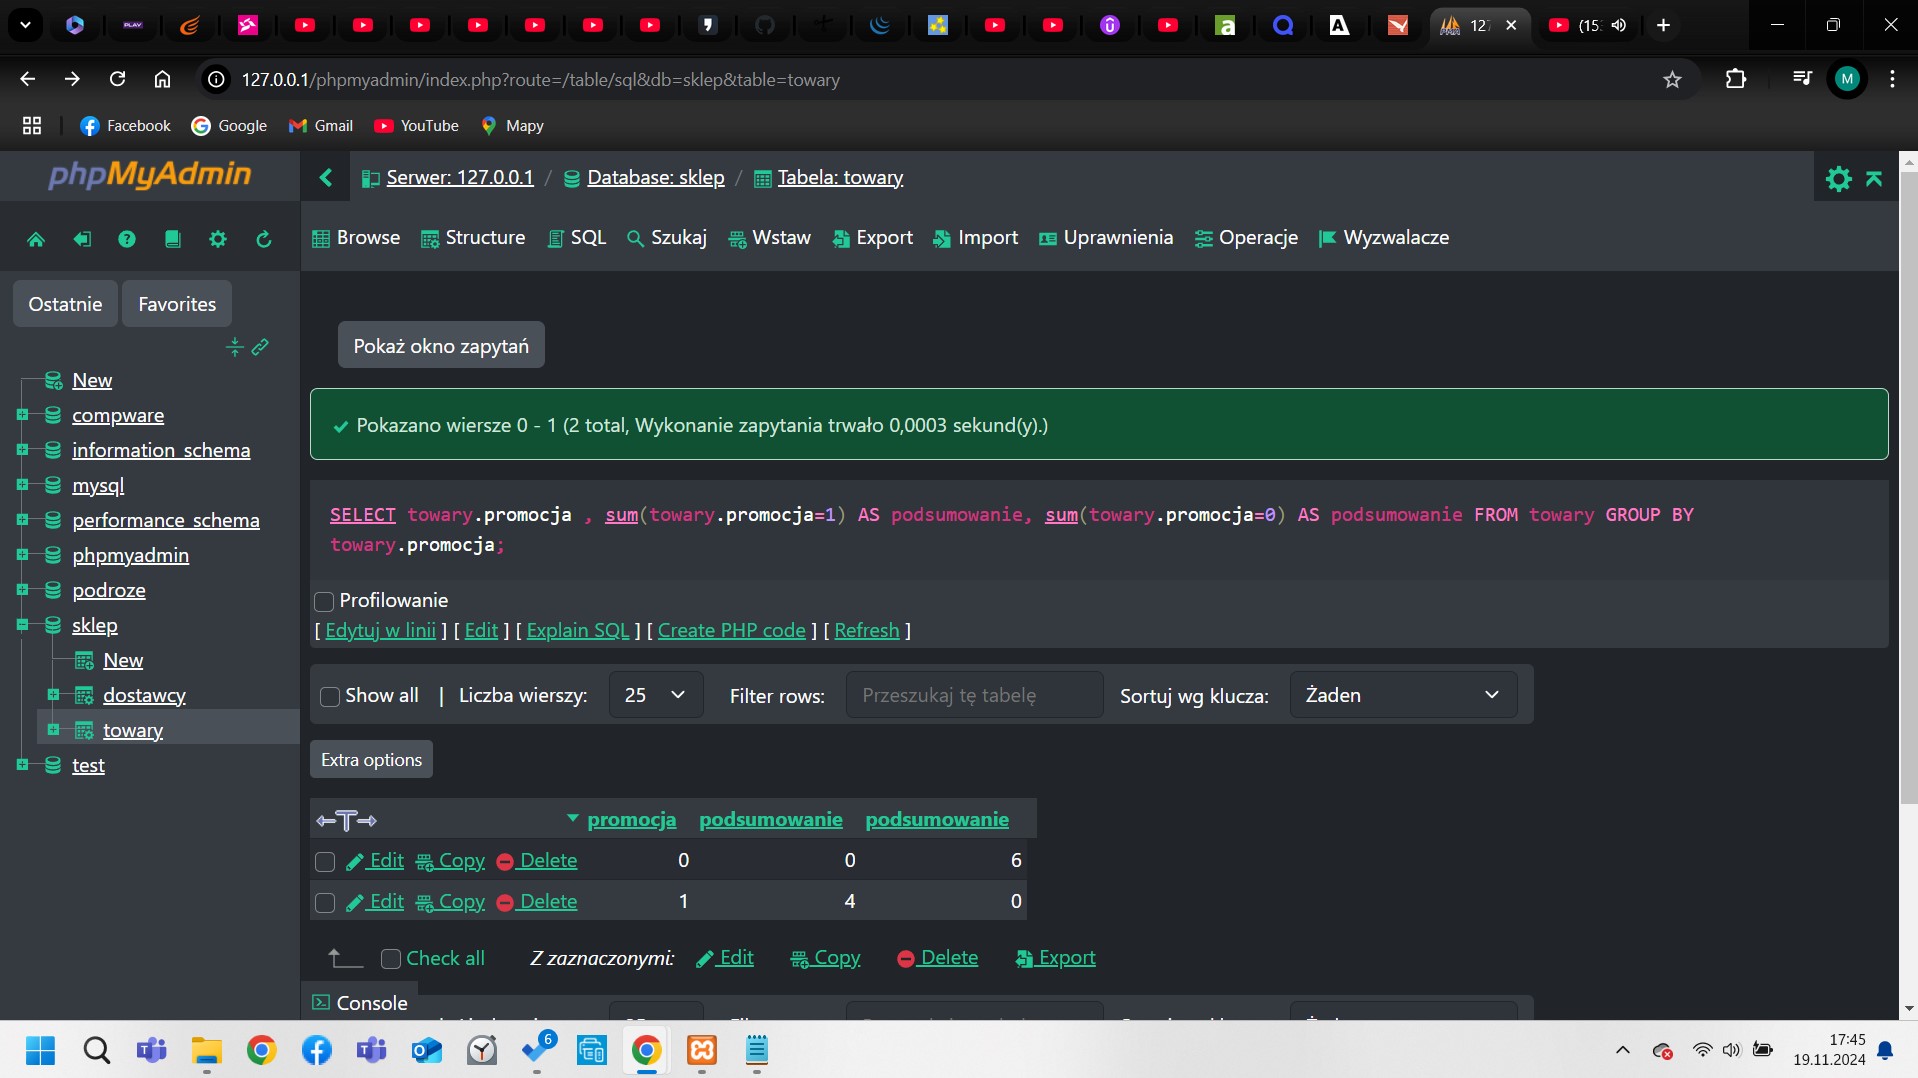 PLAY
127
(15
127.0.0.1/phpmyadmin/index.php?route=/table/sql&db=sklep&table=towary
M
Facebook
Google
Gmail
YouTube
Mapy
phpMyAdmin
Serwer: 127.0.0.1 / Database: sklep / Tabela: towary
Browse Structure SQL Szukaj Wstaw Export Import Uprawnienia Operacje Wyzwalacze
Ostatnie
Favorites
New
compware
information_schema
mysql
performance_schema
phpmyadmin
podroze
sklep
New
dostawcy
towary
test
Pokaż okno zapytań
Pokazano wiersze 0 - 1 (2 total, Wykonanie zapytania trwało 0,0003 sekund(y).)
SELECT towary.promocja , sum(towary.promocja=1) AS podsumowanie, sum(towary.promocja=0) AS podsumowanie FROM towary GROUP BY
towary.promocja;
Profilowanie
[ Edytuj w linii ] [ Edit ] [ Explain SQL ] [ Create PHP code ] [ Refresh ]
Show all | Liczba wierszy: 25 Filter rows: Przeszukaj tę tabelę Sortuj wg klucza: Żaden
Extra options
←T→ promocja podsumowanie podsumowanie
Edit Copy Delete 0 0 6
Edit Copy Delete 1 4 0
Check all Z zaznaczonymi: Edit Copy Delete Export
Console
6
17:45
19.11.2024